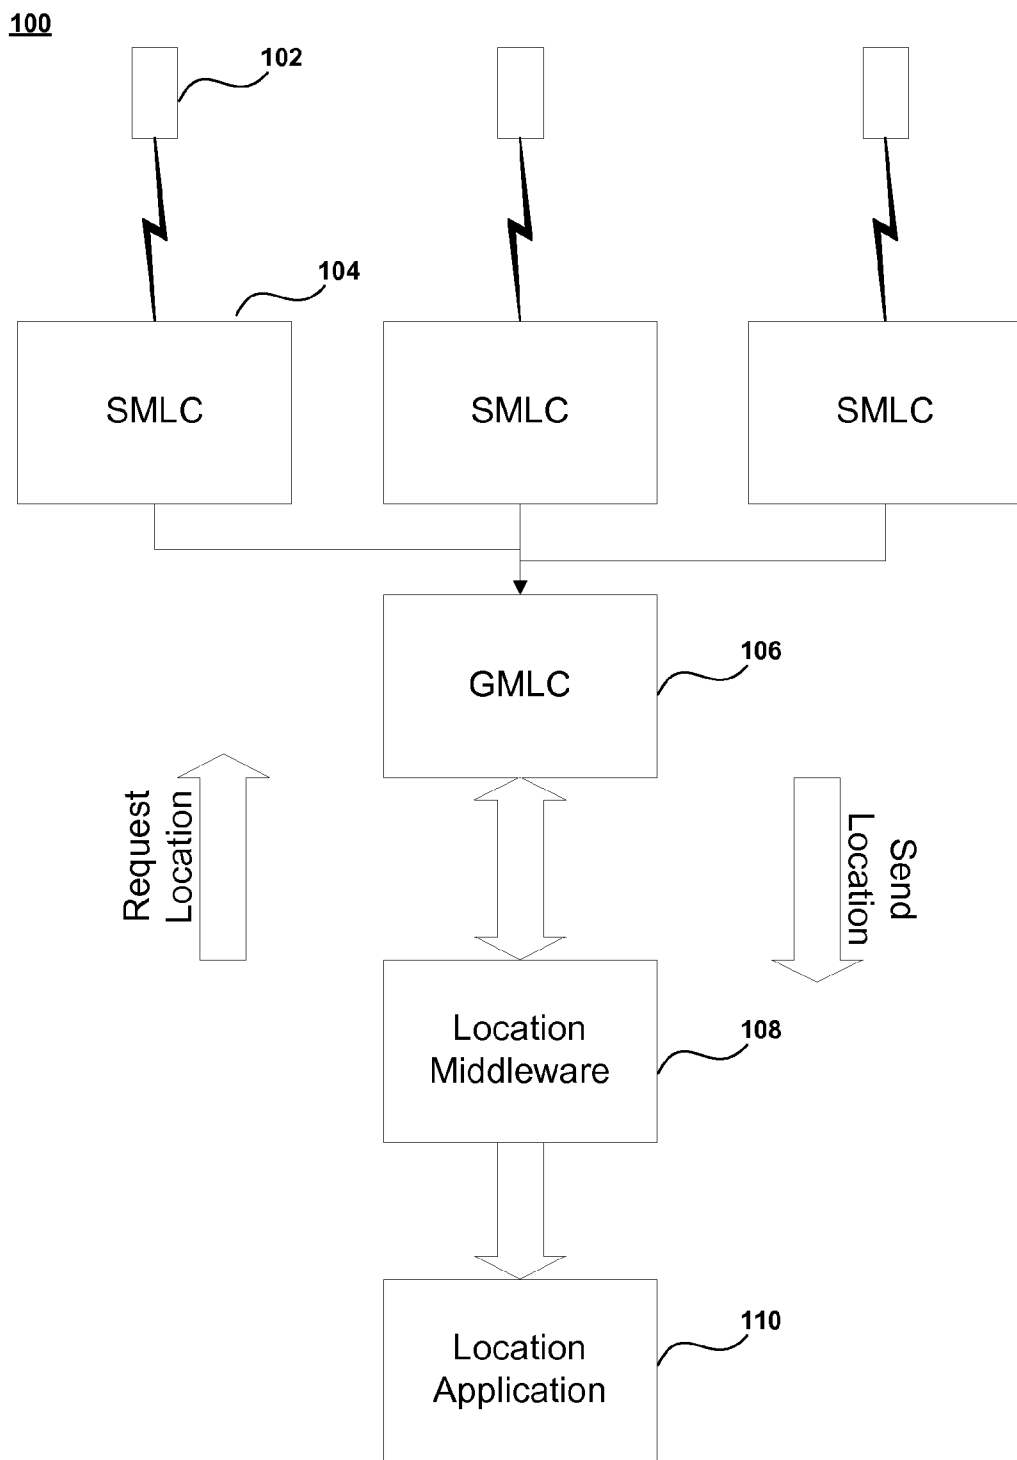 100
102
104
SMLC
SMLC
SMLC
106
GMLC
Request
Location
Send
Location
108
Location
Middleware
110
Location
Application